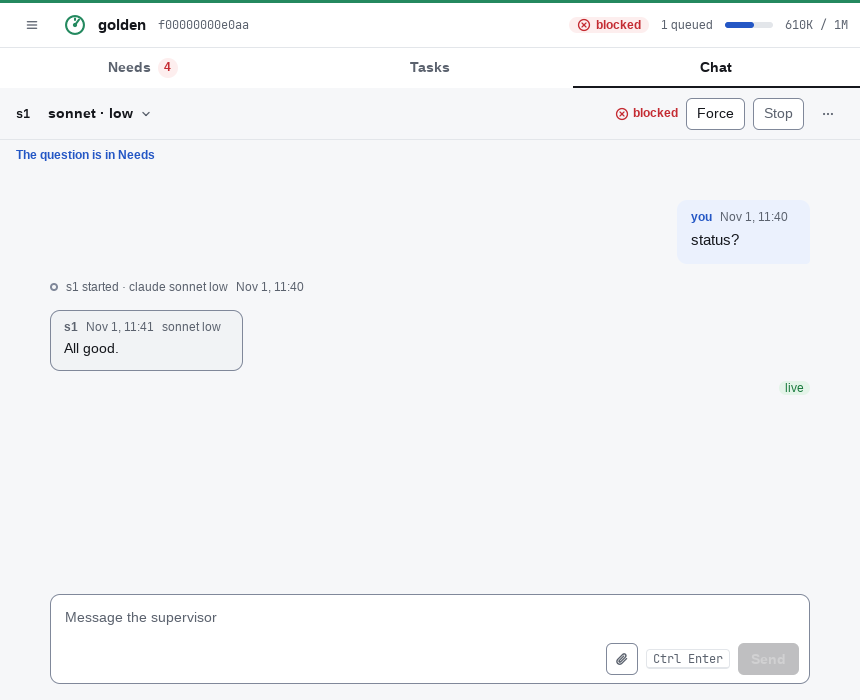 golden f00000000e0aa blocked 1 queued 610K / 1M
Needs 4 Tasks Chat
s1 sonnet · low blocked Force Stop ...
The question is in Needs
you Nov 1, 11:40
status?
s1 started · claude sonnet low Nov 1, 11:40
s1 Nov 1, 11:41 sonnet low
All good.
live
Message the supervisor
Ctrl Enter Send